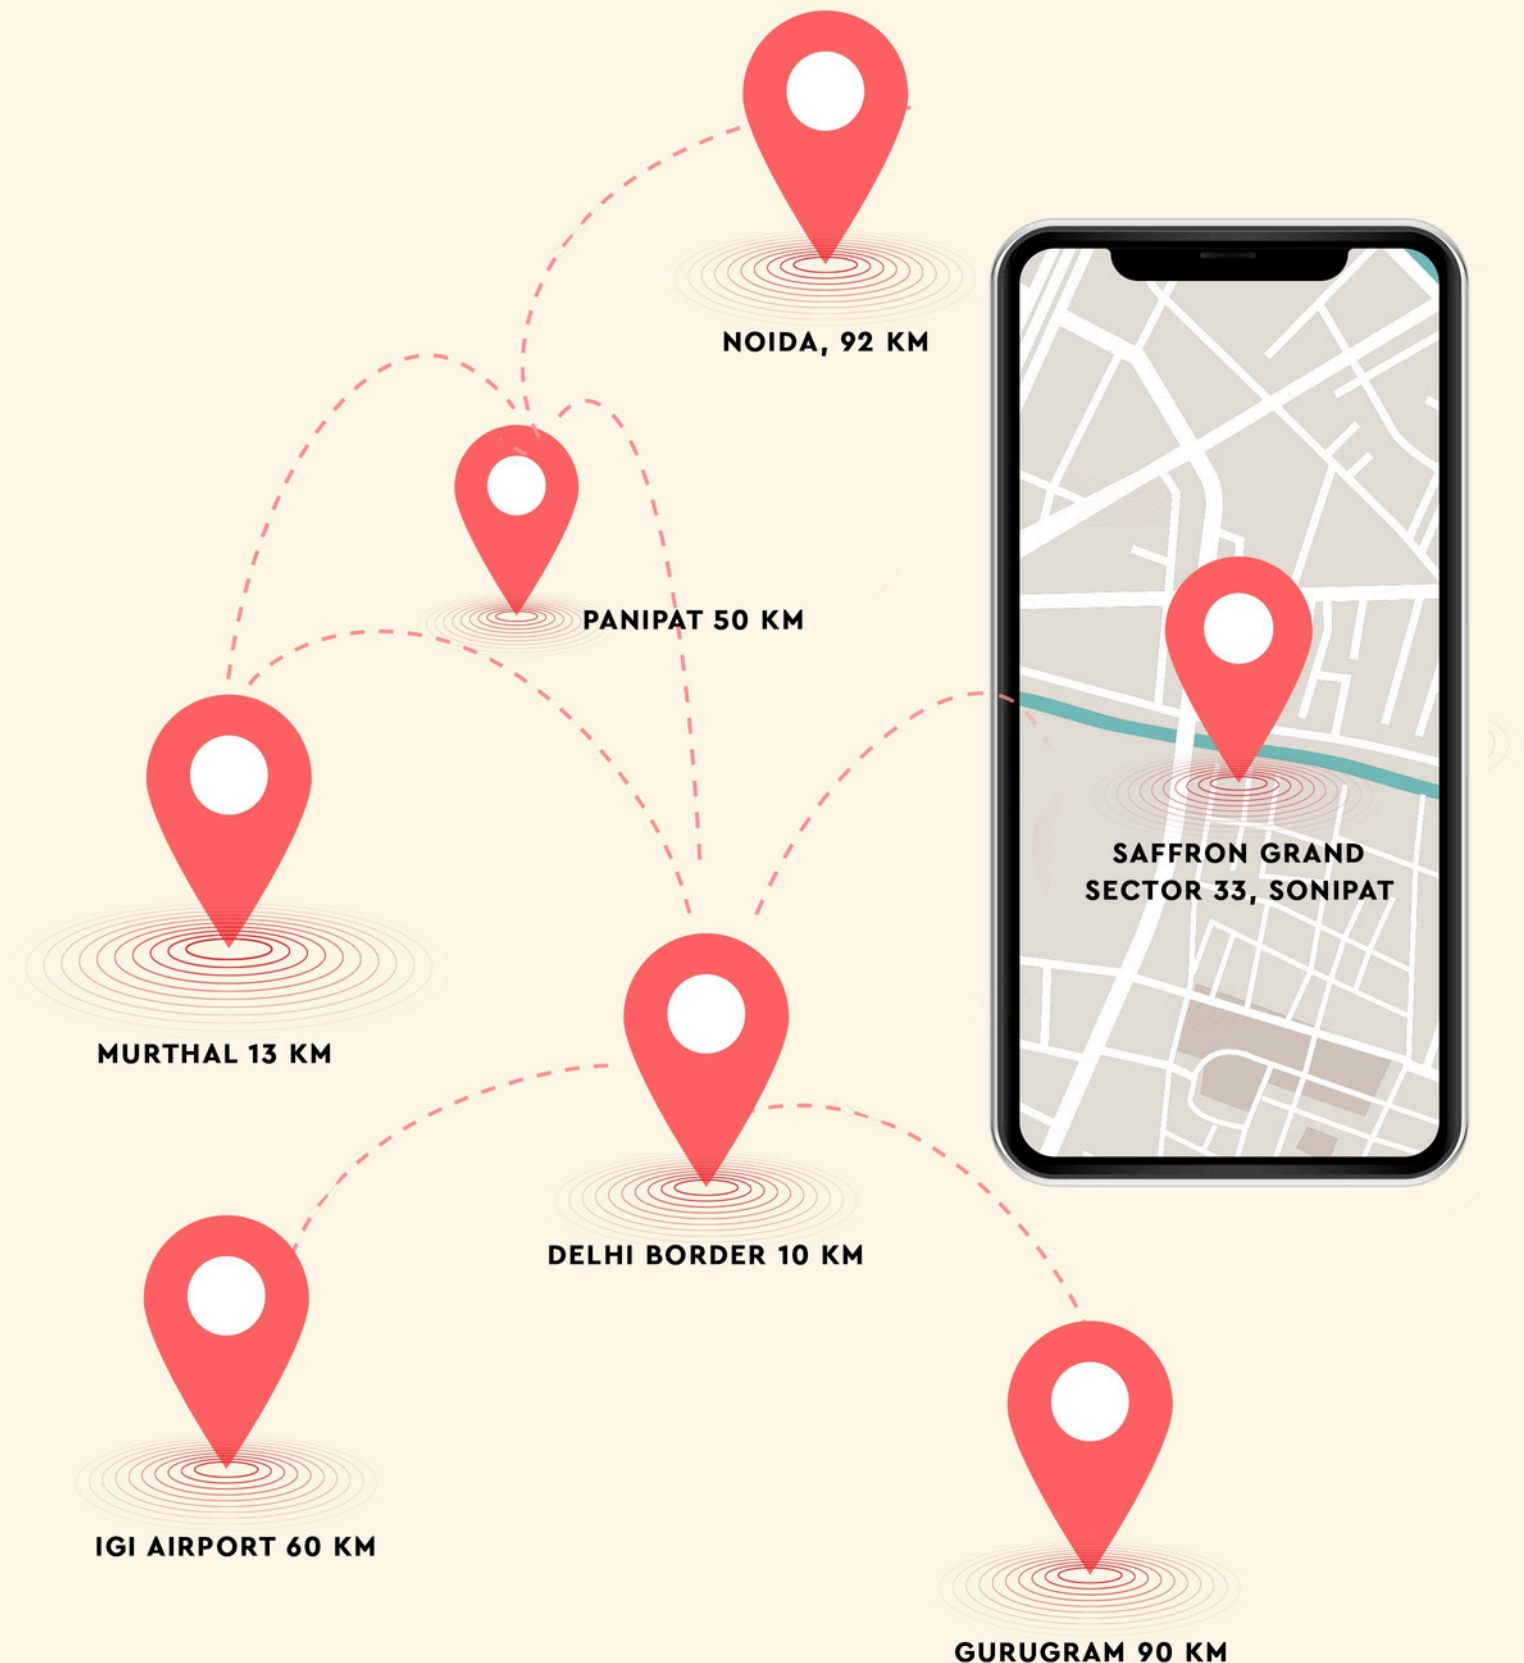 NOIDA, 92 KM
PANIPAT 50 KM
SAFFRON GRAND
SECTOR 33, SONIPAT
MURTHAL 13 KM
DELHI BORDER 10 KM
IGI AIRPORT 60 KM
GURUGRAM 90 KM